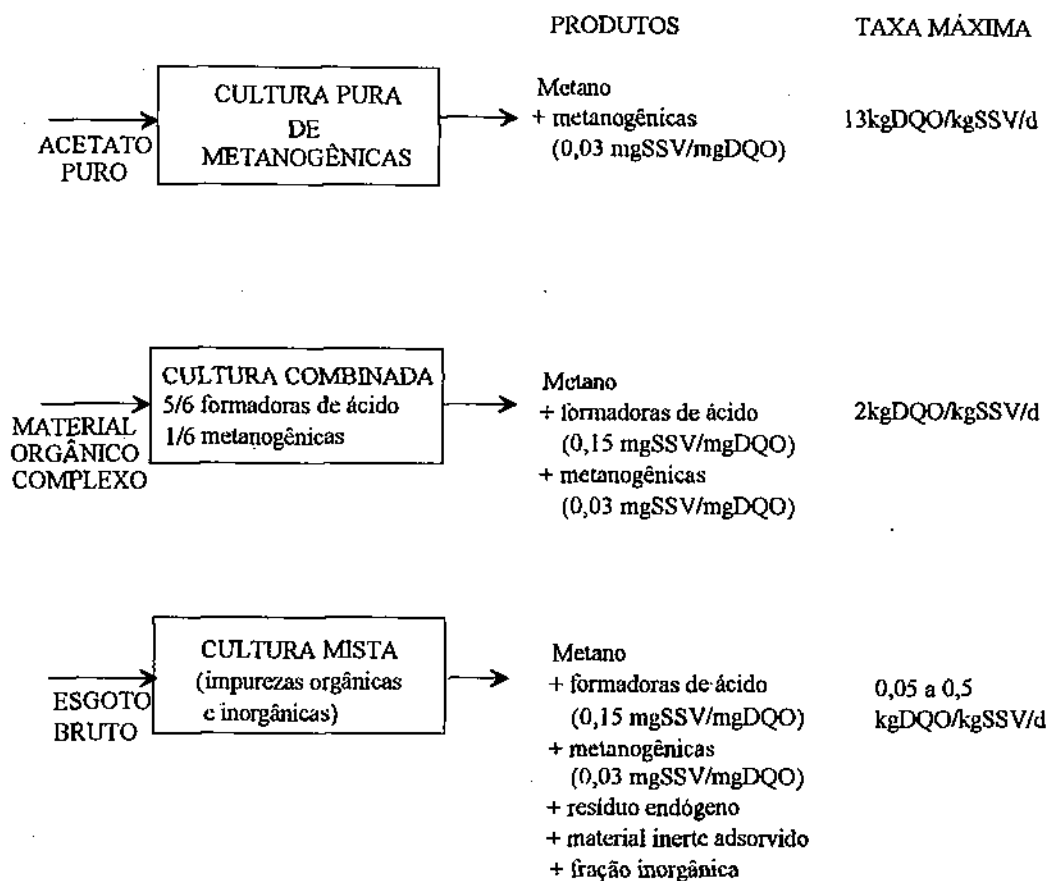 PRODUTOS TAXA MÁXIMA
CULTURA PURA
DE
METANOGÊNICAS
ACETATO
PURO
Metano
+ metanogênicas
(0,03 mgSSV/mgDQO)
13kgDQO/kgSSV/d
CULTURA COMBINADA
5/6 formadoras de ácido
1/6 metanogênicas
MATERIAL
ORGÂNICO
COMPLEXO
Metano
+ formadoras de ácido
(0,15 mgSSV/mgDQO)
+ metanogênicas
(0,03 mgSSV/mgDQO)
2kgDQO/kgSSV/d
CULTURA MISTA
(impurezas orgânicas
e inorgânicas)
ESGOTO
BRUTO
Metano
+ formadoras de ácido
(0,15 mgSSV/mgDQO)
+ metanogênicas
(0,03 mgSSV/mgDQO)
+ resíduo endógeno
+ material inerte adsorvido
+ fração inorgânica
0,05 a 0,5
kgDQO/kgSSV/d